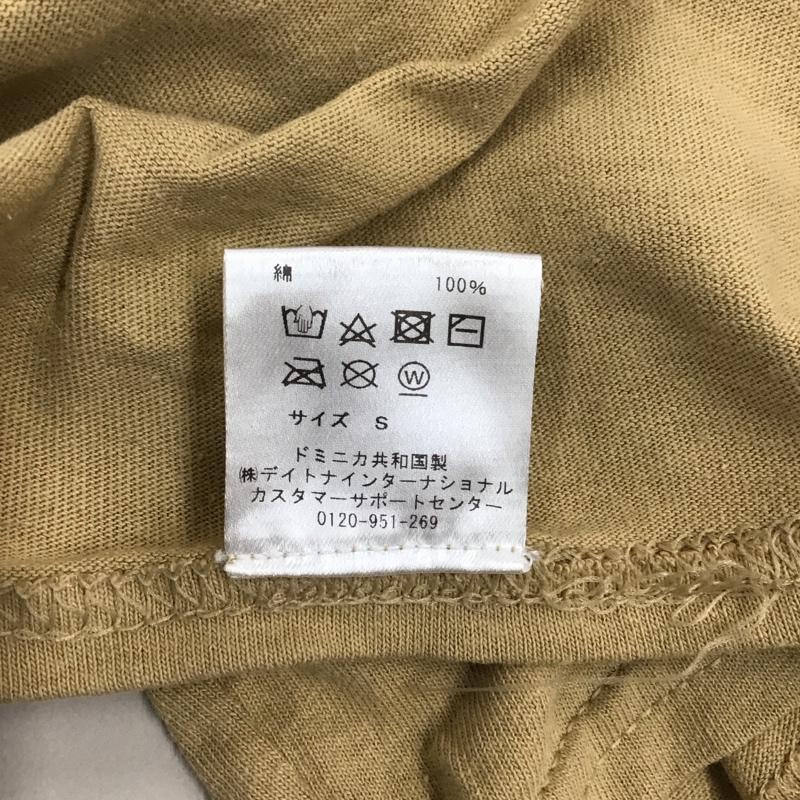 綿 100%
W
サイズ S
ドミニカ共和国製
㈱デイトナインターナショナル
カスタマーサポートセンター
0120-951-269